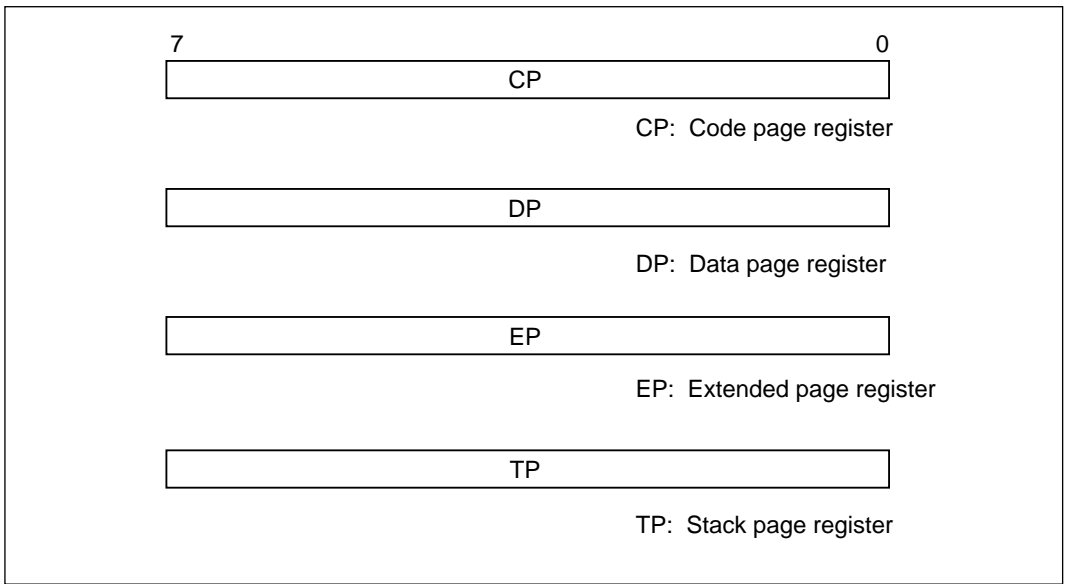 7 0
CP
CP: Code page register
DP
DP: Data page register
EP
EP: Extended page register
TP
TP: Stack page register